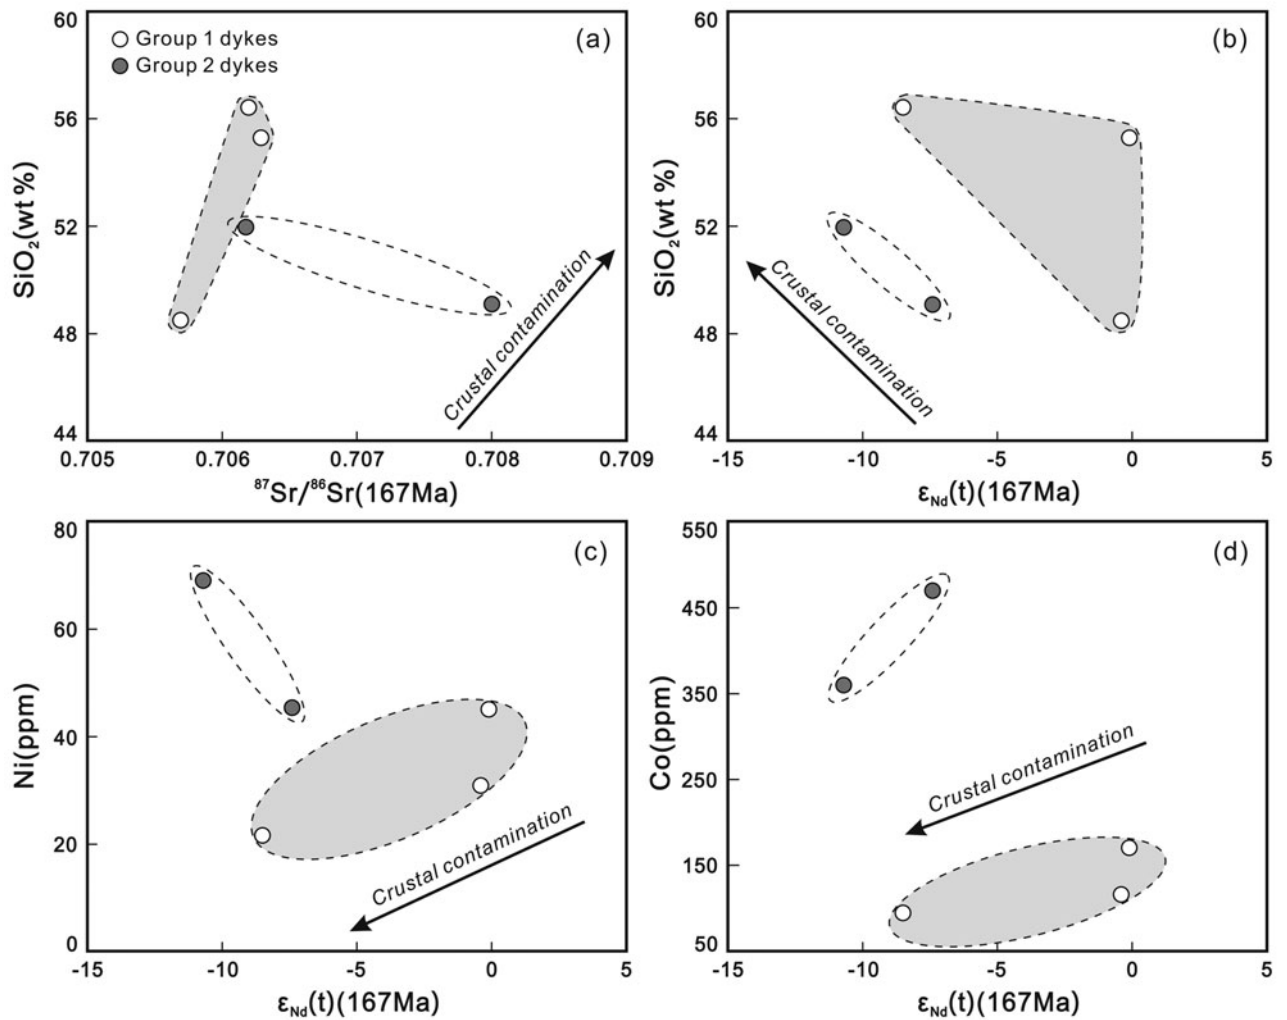 60
56
52
48
44
SiO₂(wt %)
Group 1 dykes
Group 2 dykes
(a)
Crustal contamination
0.705 0.706 0.707 0.708 0.709
⁸⁷Sr/⁸⁶Sr(167Ma)
60
56
52
48
44
SiO₂(wt %)
(b)
Crustal contamination
-15 -10 -5 0 5
εNd(t)(167Ma)
80
60
40
20
0
Ni(ppm)
(c)
Crustal contamination
-15 -10 -5 0 5
εNd(t)(167Ma)
550
450
350
250
150
50
Co(ppm)
(d)
Crustal contamination
-15 -10 -5 0 5
εNd(t)(167Ma)